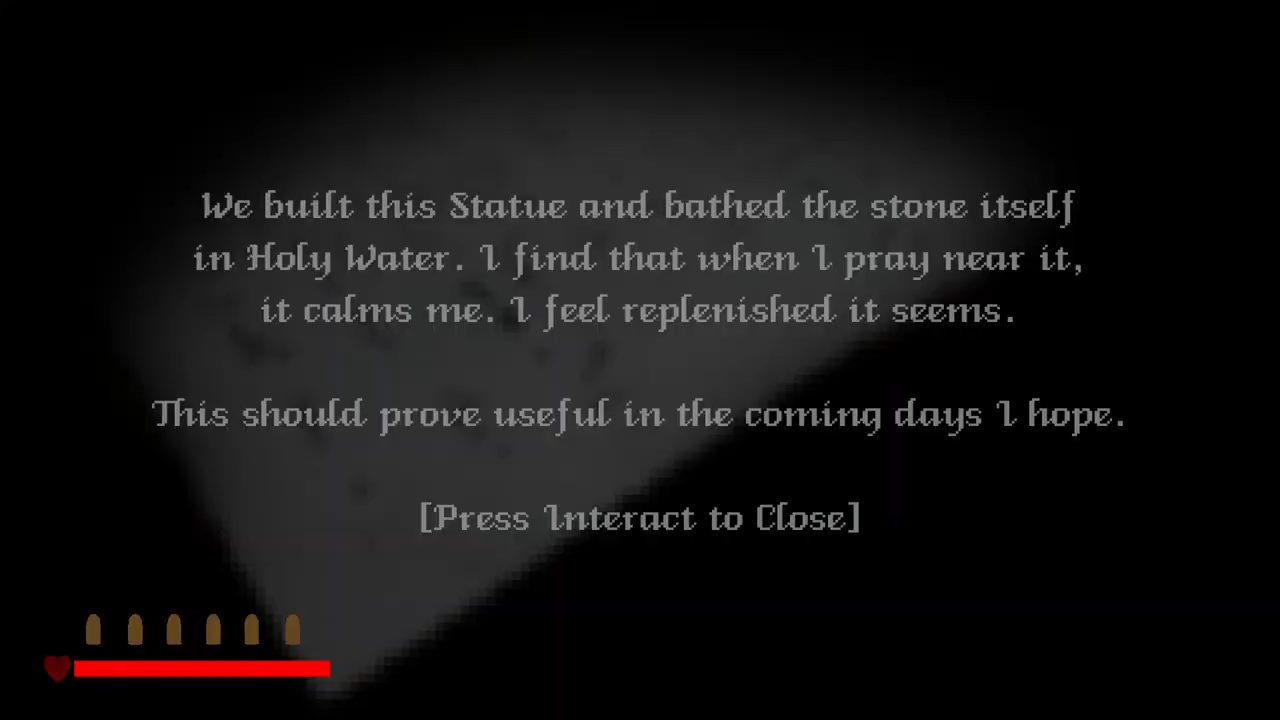 We built this Statue and bathed the stone itself
in Holy Water. I find that when I pray near it,
it calms me. I feel replenished it seems.
This should prove useful in the coming days I hope.
[Press Interact to Close]